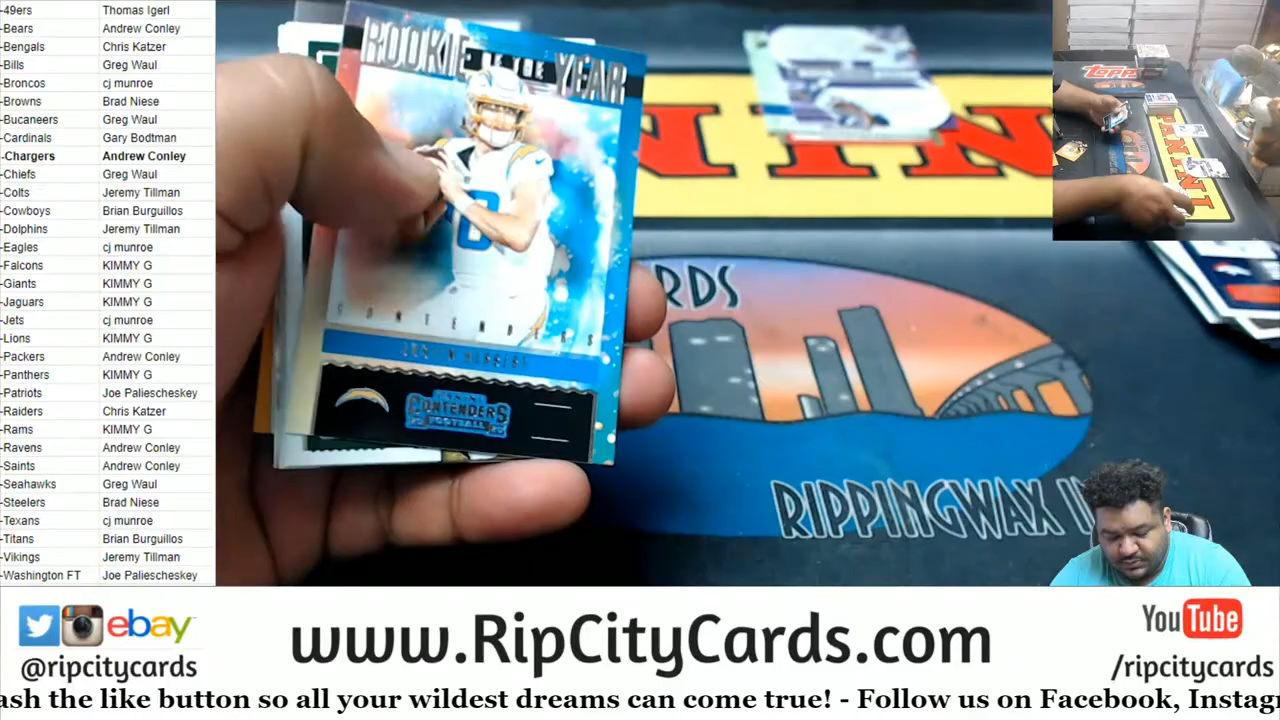 -49ers Thomas Igerl
-Bears Andrew Conley
-Bengals Chris Katzer
-Bills Greg Waul
-Broncos cj munroe
-Browns Brad Niese
-Bucaneers Greg Waul
-Cardinals Gary Bodtman
-Chargers Andrew Conley
-Chiefs Greg Waul
-Colts Jeremy Tillman
-Cowboys Brian Burguillos
-Dolphins Jeremy Tillman
-Eagles cj munroe
-Falcons KIMMY G
-Giants KIMMY G
-Jaguars KIMMY G
-Jets cj munroe
-Lions KIMMY G
-Packers Andrew Conley
-Panthers KIMMY G
-Patriots Joe Paliescheskey
-Raiders Chris Katzer
-Rams KIMMY G
-Ravens Andrew Conley
-Saints Andrew Conley
-Seahawks Greg Waul
-Steelers Brad Niese
-Texans cj munroe
-Titans Brian Burguillos
-Vikings Jeremy Tillman
-Washington FT Joe Paliescheskey
ROOKIE OF THE YEAR
CONTENDERS
PANINI
CONTENDERS
FOOTBALL
RDS
RIPPINGWAX
Topps
PANINI
ebay
@ripcitycards
www.RipCityCards.com
YouTube
/ripcitycards
ash the like button so all your wildest dreams can come true! - Follow us on Facebook, Instag